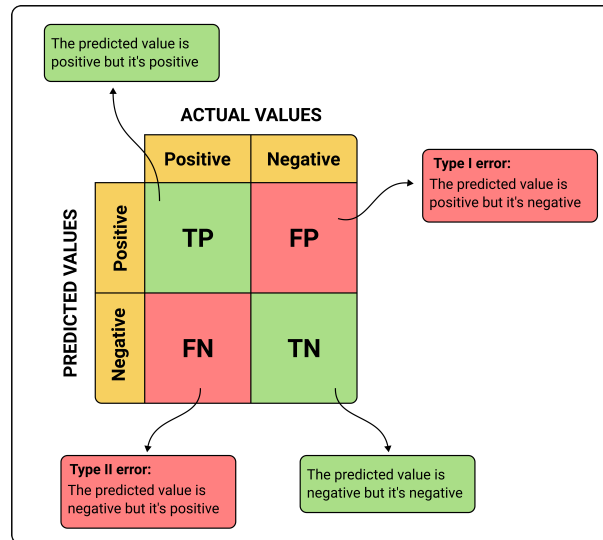 The predicted value is
positive but it's positive
ACTUAL VALUES
Positive
Negative
Type I error:
The predicted value is
positive but it's negative
PREDICTED VALUES
Positive
TP
FP
Negative
FN
TN
Type II error:
The predicted value is
negative but it's positive
The predicted value is
negative but it's negative